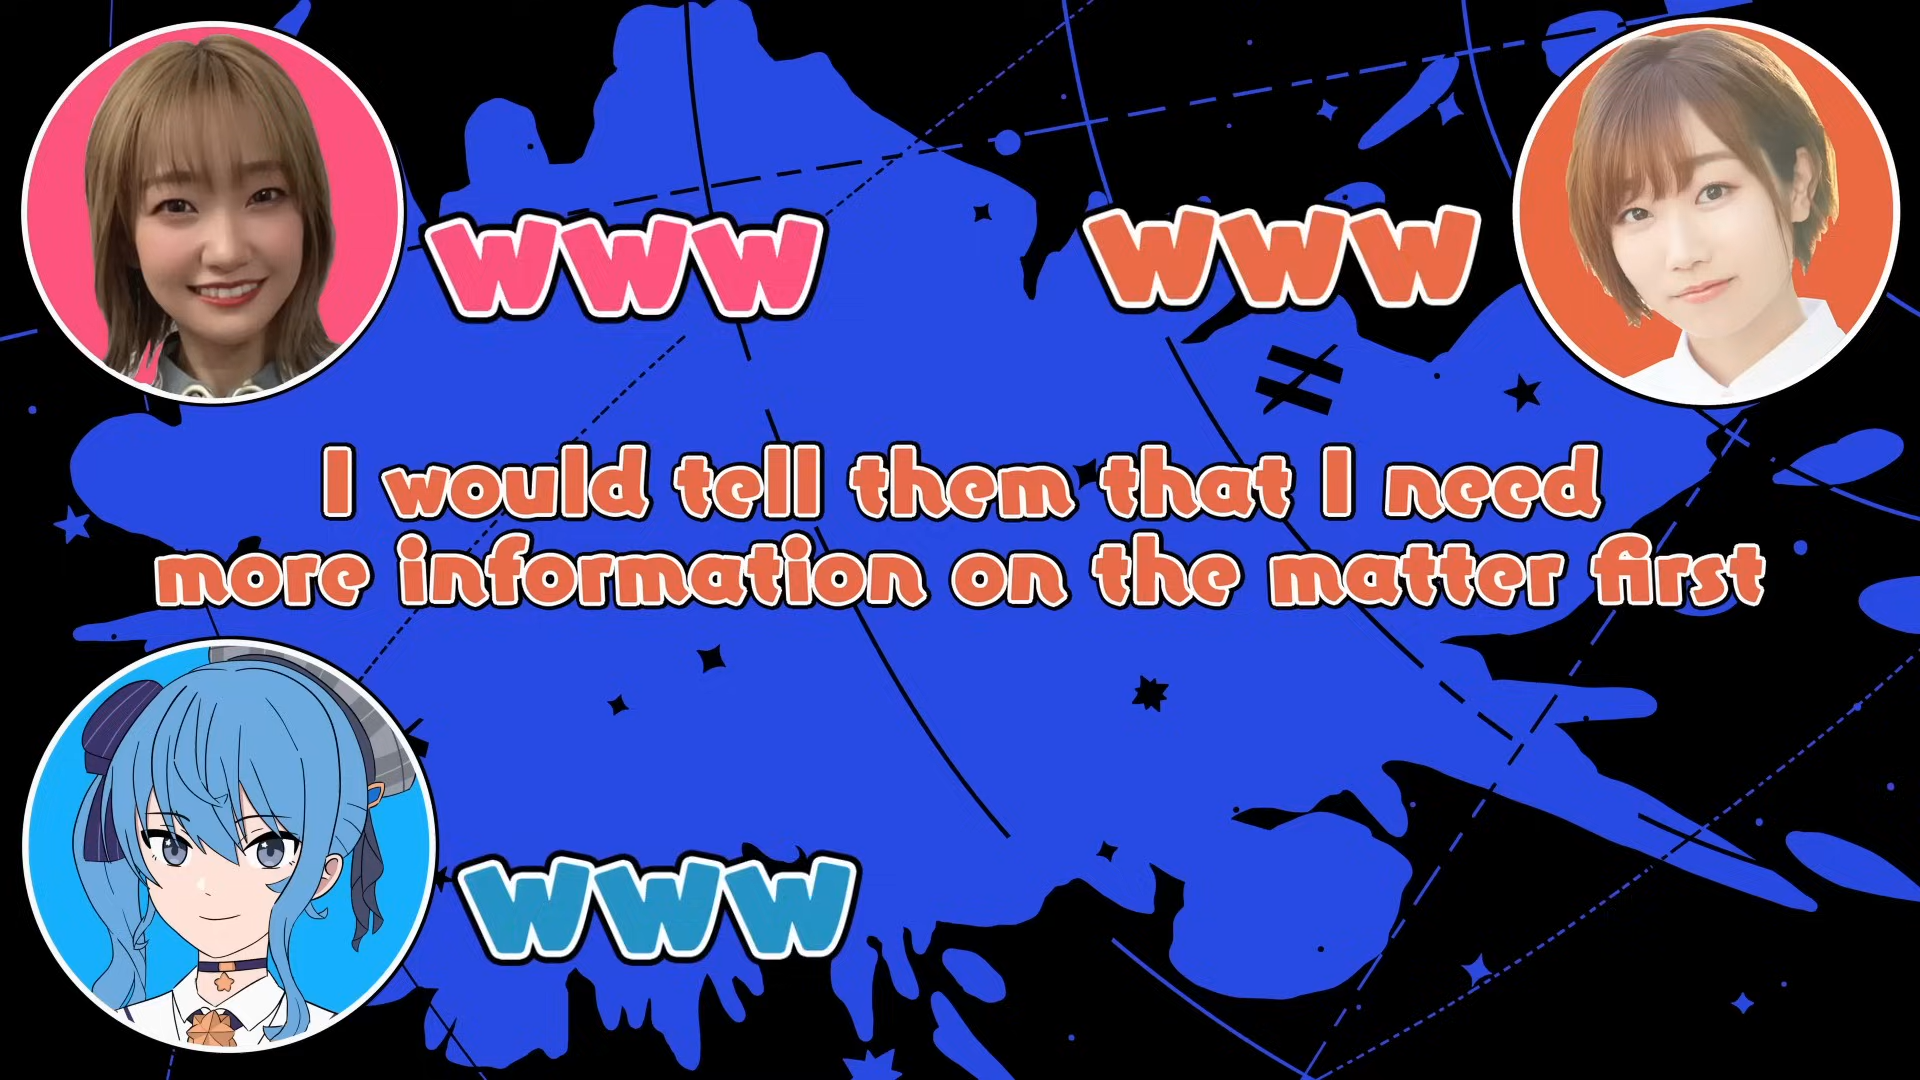 WWW
WWW
I would tell them that I need
more information on the matter first
WWW